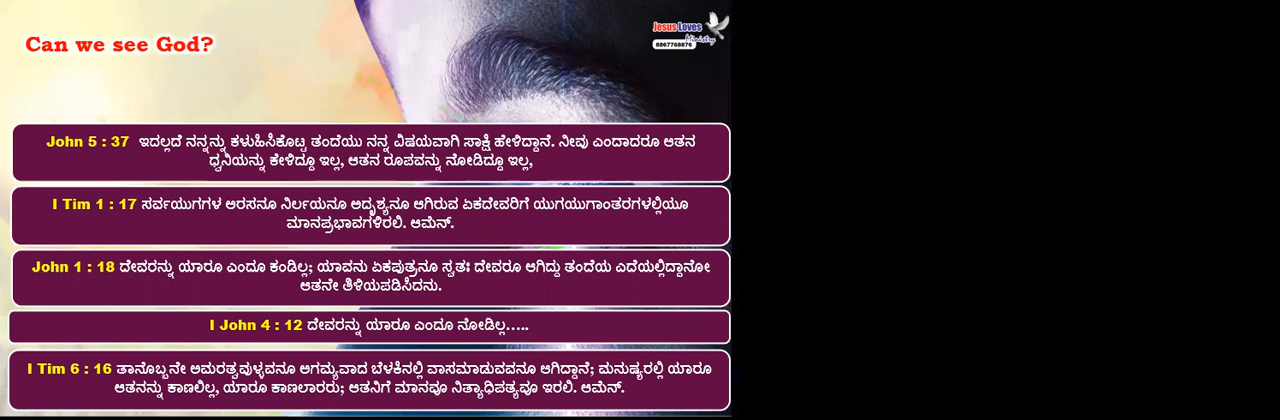 Jesus Loves
Ministry
8867768876
Can we see God?
John 5 : 37 ಇದಲ್ಲದೆ ನನ್ನನ್ನು ಕಳುಹಿಸಿಕೊಟ್ಟ ತಂದೆಯು ನನ್ನ ವಿಷಯವಾಗಿ ಸಾಕ್ಷಿ ಹೇಳಿದ್ದಾನೆ. ನೀವು ಎಂದಾದರೂ ಆತನ
ಧ್ವನಿಯನ್ನು ಕೇಳಿದ್ದೂ ಇಲ್ಲ, ಆತನ ರೂಪವನ್ನು ನೋಡಿದ್ದೂ ಇಲ್ಲ,
I Tim 1 : 17 ಸರ್ವಯುಗಗಳ ಅರಸನೂ ನಿರ್ಲಯನೂ ಅದೃಶ್ಯನೂ ಆಗಿರುವ ಏಕದೇವರಿಗೆ ಯುಗಯುಗಾಂತರಗಳಲ್ಲಿಯೂ
ಮಾನಪ್ರಭಾವಗಳಿರಲಿ. ಆಮೆನ್.
John 1 : 18 ದೇವರನ್ನು ಯಾರೂ ಎಂದೂ ಕಂಡಿಲ್ಲ; ಯಾವನು ಏಕಪುತ್ರನೂ ಸ್ವತಃ ದೇವರೂ ಆಗಿದ್ದು ತಂದೆಯ ಎದೆಯಲ್ಲಿದ್ದಾನೋ
ಆತನೇ ತಿಳಿಯಪಡಿಸಿದನು.
I John 4 : 12 ದೇವರನ್ನು ಯಾರೂ ಎಂದೂ ನೋಡಿಲ್ಲ.....
I Tim 6 : 16 ತಾನೊಬ್ಬನೇ ಅಮರತ್ವವುಳ್ಳವನೂ ಅಗಮ್ಯವಾದ ಬೆಳಕಿನಲ್ಲಿ ವಾಸಮಾಡುವವನೂ ಆಗಿದ್ದಾನೆ; ಮನುಷ್ಯರಲ್ಲಿ ಯಾರೂ
ಆತನನ್ನು ಕಾಣಲಿಲ್ಲ, ಯಾರೂ ಕಾಣಲಾರರು; ಆತನಿಗೆ ಮಾನವೂ ನಿತ್ಯಾಧಿಪತ್ಯವೂ ಇರಲಿ. ಆಮೆನ್.